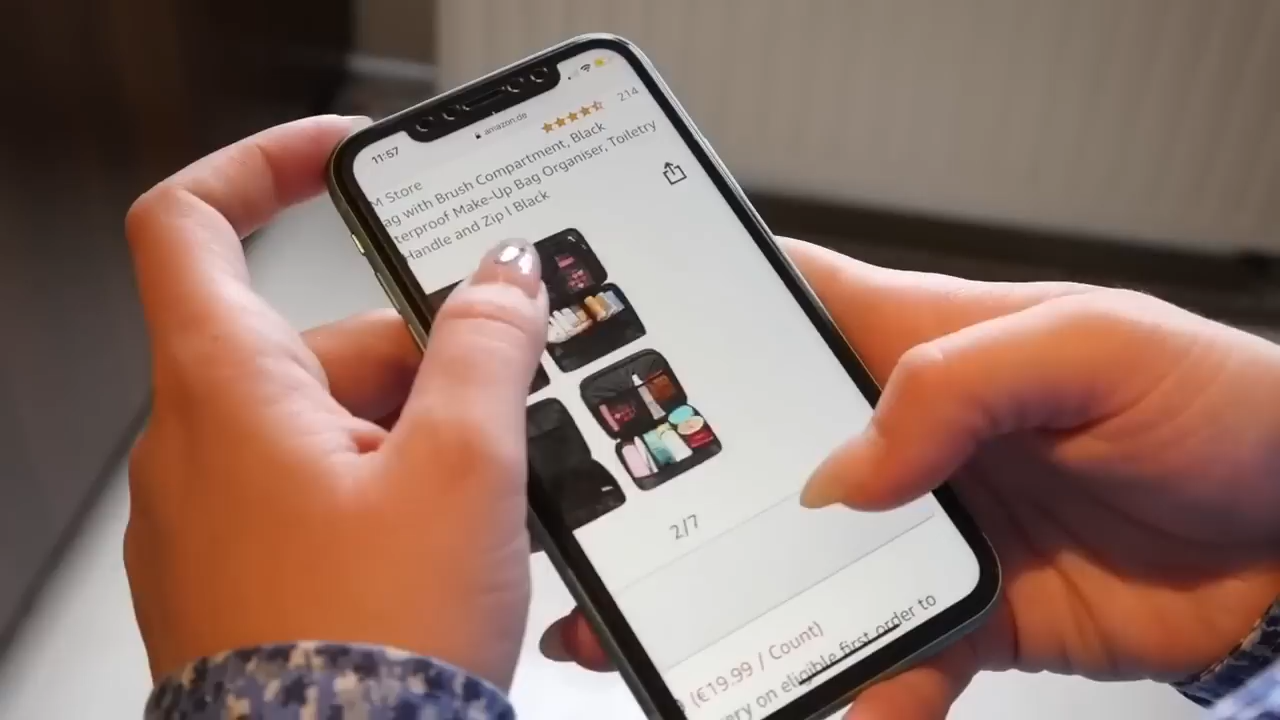 11:57
amazon.de
M Store
214
ag with Brush Compartment, Black
terproof Make-Up Bag Organiser, Toiletry
Handle and Zip l Black
2/7
(€19.99 / Count)
ery on eligible first order to